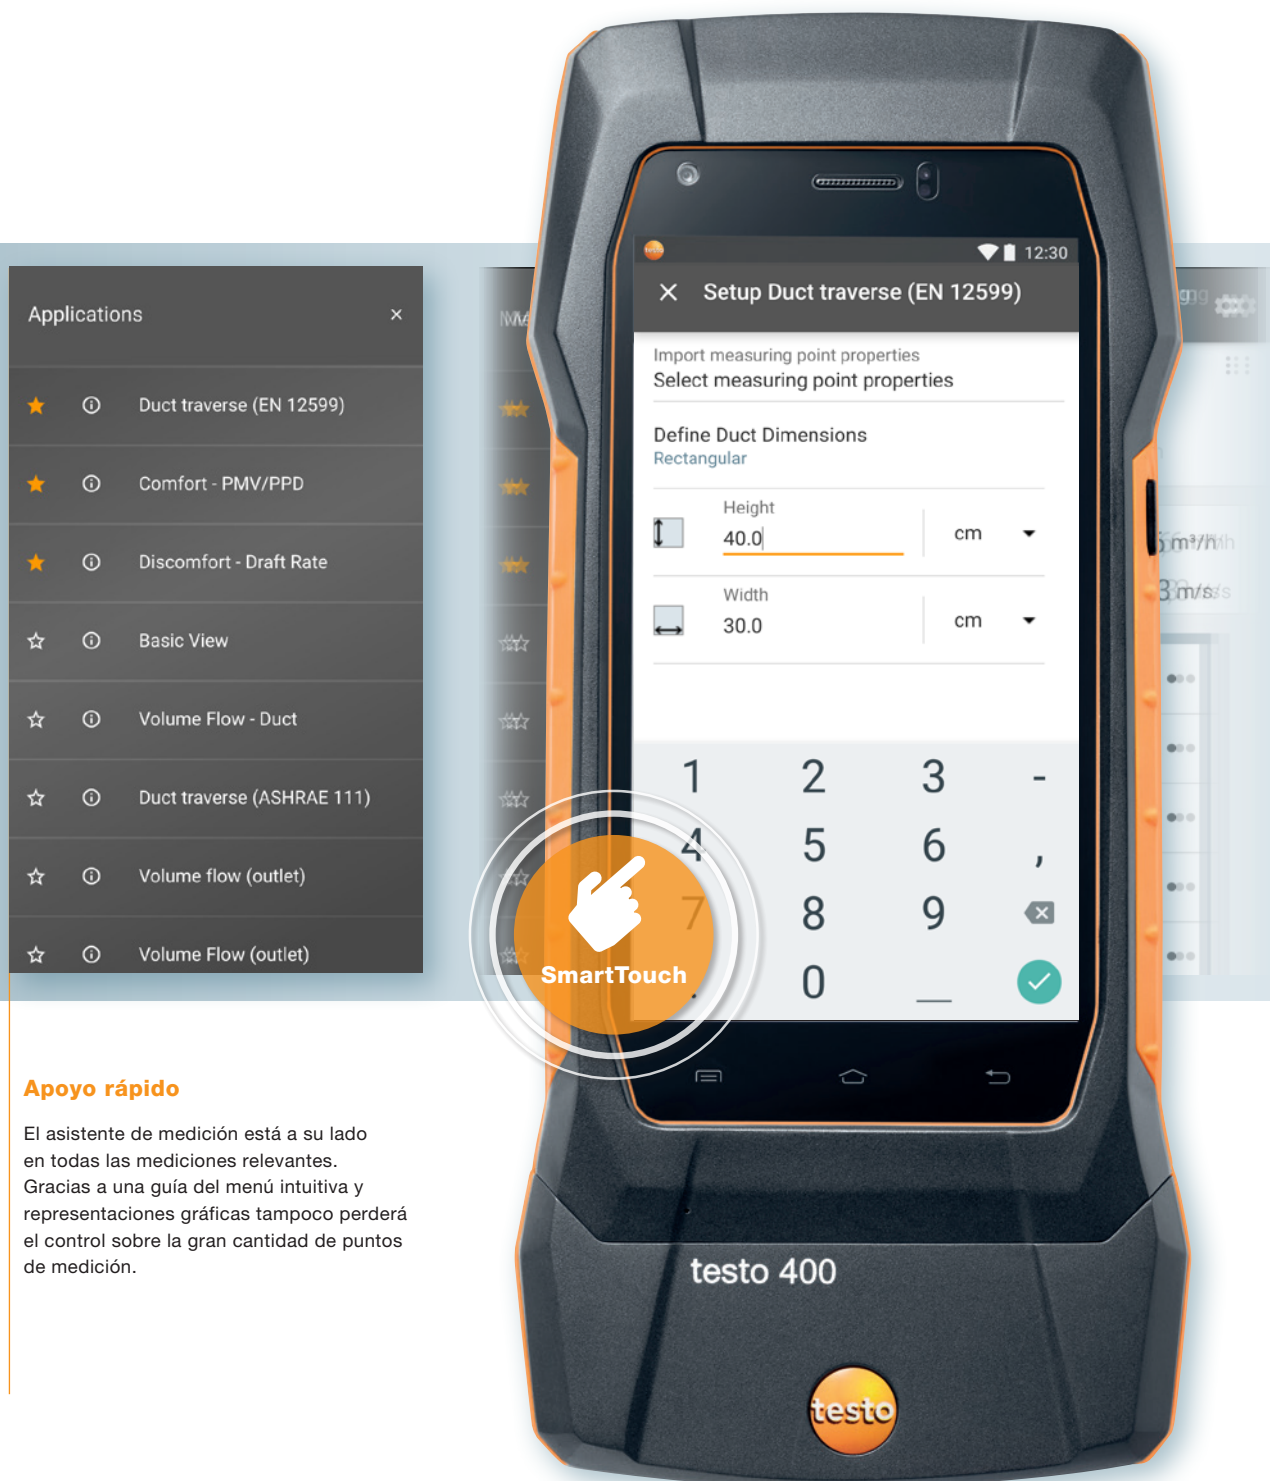 12:30
Setup Duct traverse (EN 12599)
Import measuring point properties
Select measuring point properties
Define Duct Dimensions
Rectangular
Height
40.0
cm
Width
30.0
cm
1 2 3 -
4 5 6 ,
7 8 9
0
SmartTouch
Applications ×
Duct traverse (EN 12599)
Comfort - PMV/PPD
Discomfort - Draft Rate
Basic View
Volume Flow - Duct
Duct traverse (ASHRAE 111)
Volume flow (outlet)
Volume Flow (outlet)
m³/h
m/s
Apoyo rápido
El asistente de medición está a su lado
en todas las mediciones relevantes.
Gracias a una guía del menú intuitiva y
representaciones gráficas tampoco perderá
el control sobre la gran cantidad de puntos
de medición.
testo 400
testo